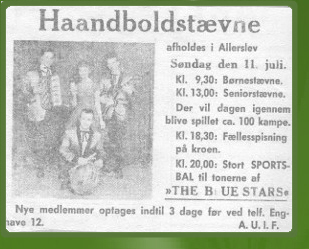 Haandboldstævne
afholdes i Allerslev
Søndag den 11. juli.
Kl. 9,30: Børnestævne.
Kl. 13,00: Seniorstævne.
Der vil dagen igennem
blive spillet ca. 100 kampe.
Kl. 18,30: Fællesspisning
på kroen.
Kl. 20,00: Stort SPORTS-
BAL til tonerne af
»THE BLUE STARS«
Nye medlemmer optages indtil 3 dage før ved telf. Eng-
have 12. A. U. I. F.